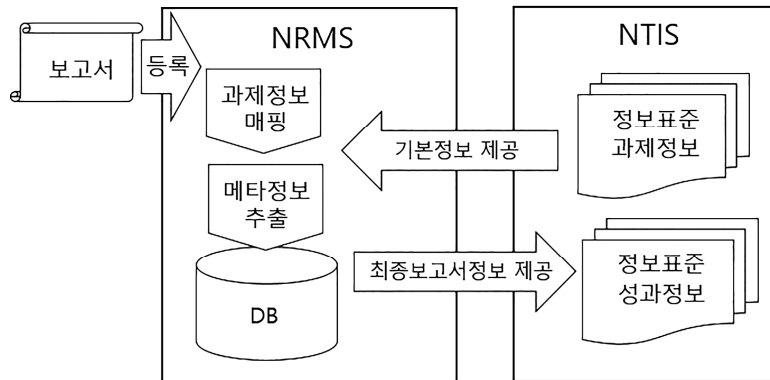 보고서
등록
NRMS
과제정보
매핑
메타정보
추출
DB
기본정보 제공
최종보고서정보 제공
NTIS
정보표준
과제정보
정보표준
성과정보